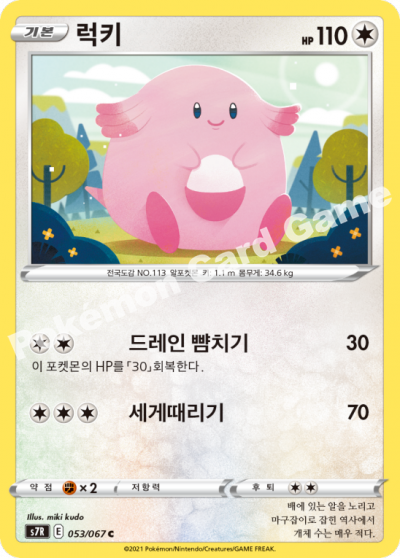 기본 럭키 HP 110
전국도감 NO.113 알포켓몬 키: 1.1 m 몸무게: 34.6 kg
Pokémon Card Game
드레인 뺨치기 30
이 포켓몬의 HP를 「30」회복한다.
세게때리기 70
약점 ×2 저항력 후퇴
Illus. miki kudo
s7R E 053/067 C
배에 있는 알을 노리고
마구잡이로 잡힌 역사에서
개체 수는 매우 적다.
©2021 Pokémon/Nintendo/Creatures/GAME FREAK.